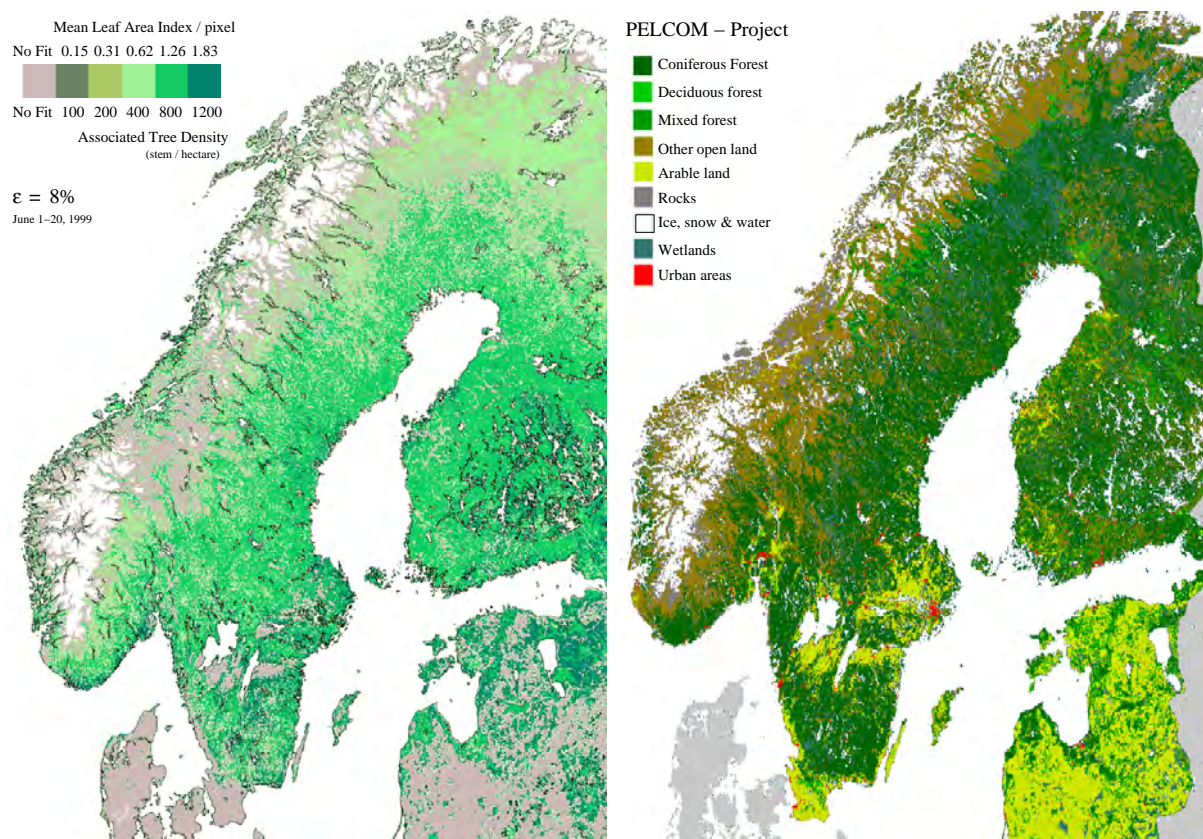 Mean Leaf Area Index / pixel
No Fit 0.15 0.31 0.62 1.26 1.83
No Fit 100 200 400 800 1200
Associated Tree Density
(stem / hectare)
ε = 8%
June 1–20, 1999
PELCOM – Project
Coniferous Forest
Deciduous forest
Mixed forest
Other open land
Arable land
Rocks
Ice, snow & water
Wetlands
Urban areas